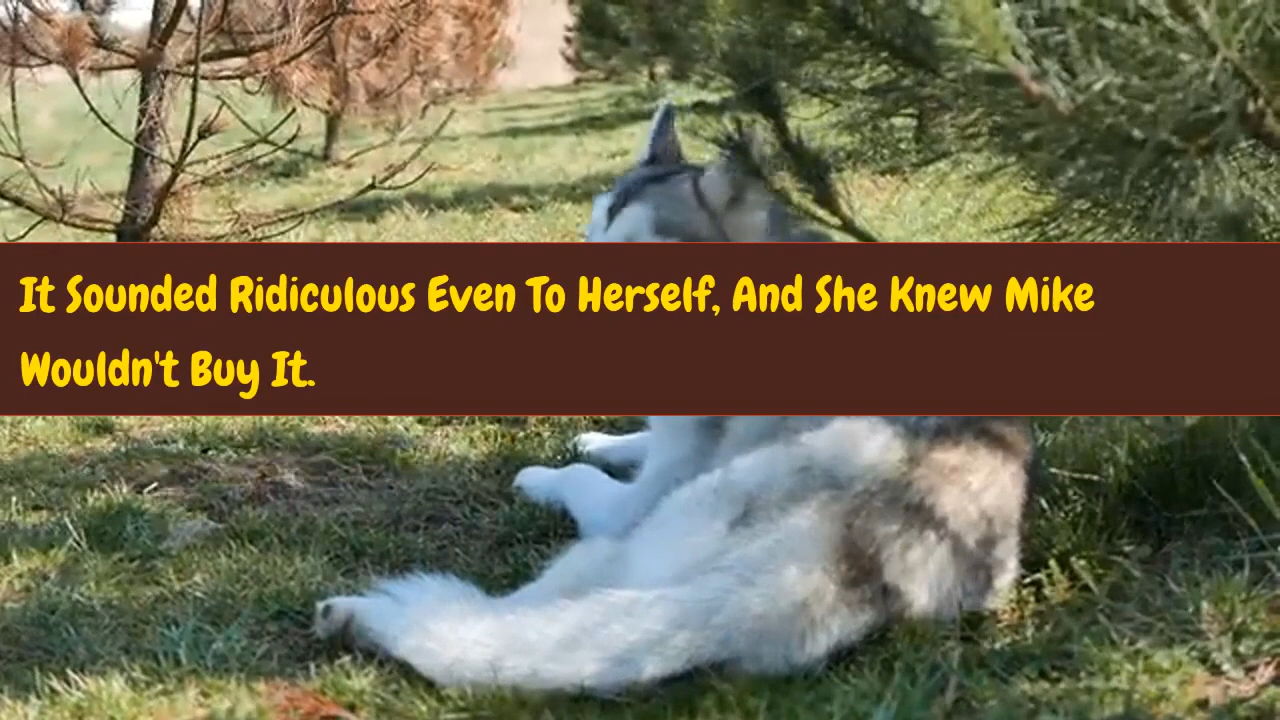 It Sounded Ridiculous Even To Herself, And She Knew Mike
Wouldn't Buy It.